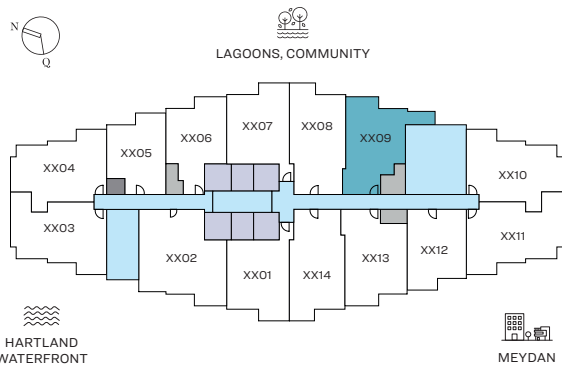 N
Q
LAGOONS, COMMUNITY
XX07
XX08
XX06
XX09
XX05
XX04
XX10
XX03
XX11
XX02
XX12
XX01
XX14
XX13
HARTLAND
WATERFRONT
MEYDAN